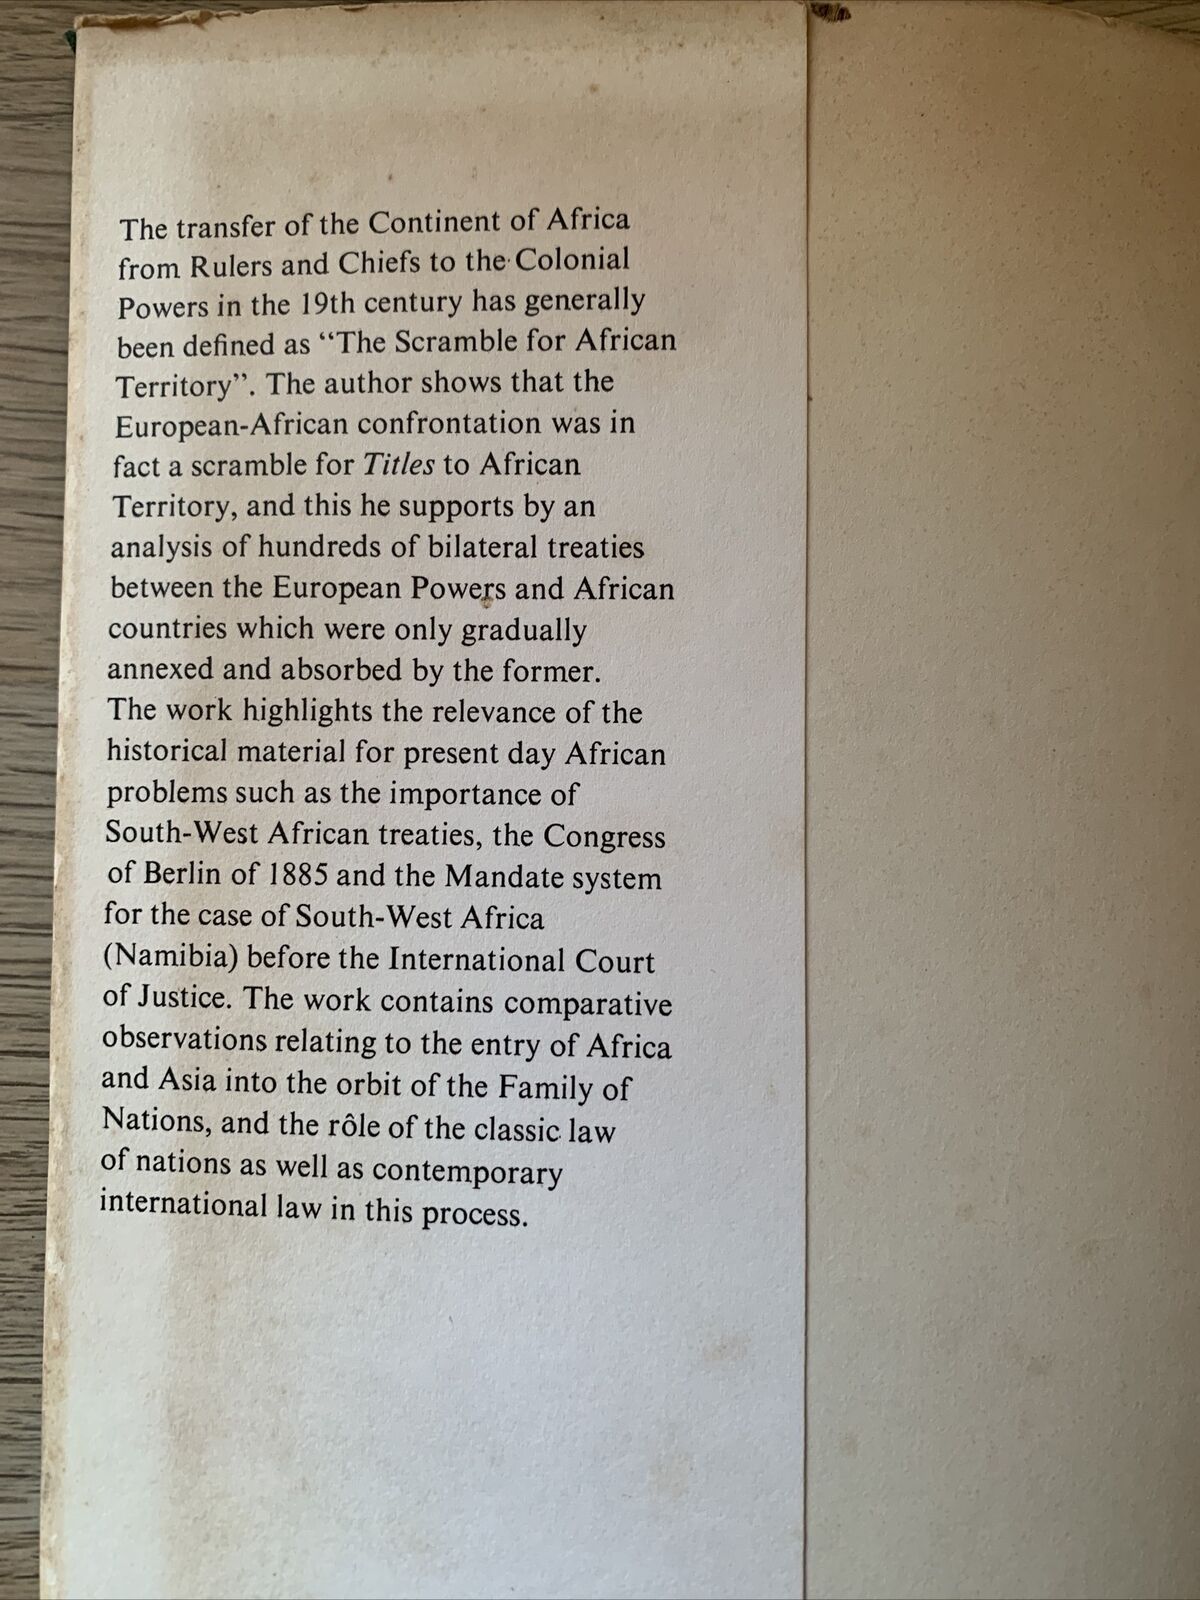 The transfer of the Continent of Africa
from Rulers and Chiefs to the Colonial
Powers in the 19th century has generally
been defined as “The Scramble for African
Territory”. The author shows that the
European-African confrontation was in
fact a scramble for Titles to African
Territory, and this he supports by an
analysis of hundreds of bilateral treaties
between the European Powers and African
countries which were only gradually
annexed and absorbed by the former.
The work highlights the relevance of the
historical material for present day African
problems such as the importance of
South-West African treaties, the Congress
of Berlin of 1885 and the Mandate system
for the case of South-West Africa
(Namibia) before the International Court
of Justice. The work contains comparative
observations relating to the entry of Africa
and Asia into the orbit of the Family of
Nations, and the rôle of the classic law
of nations as well as contemporary
international law in this process.